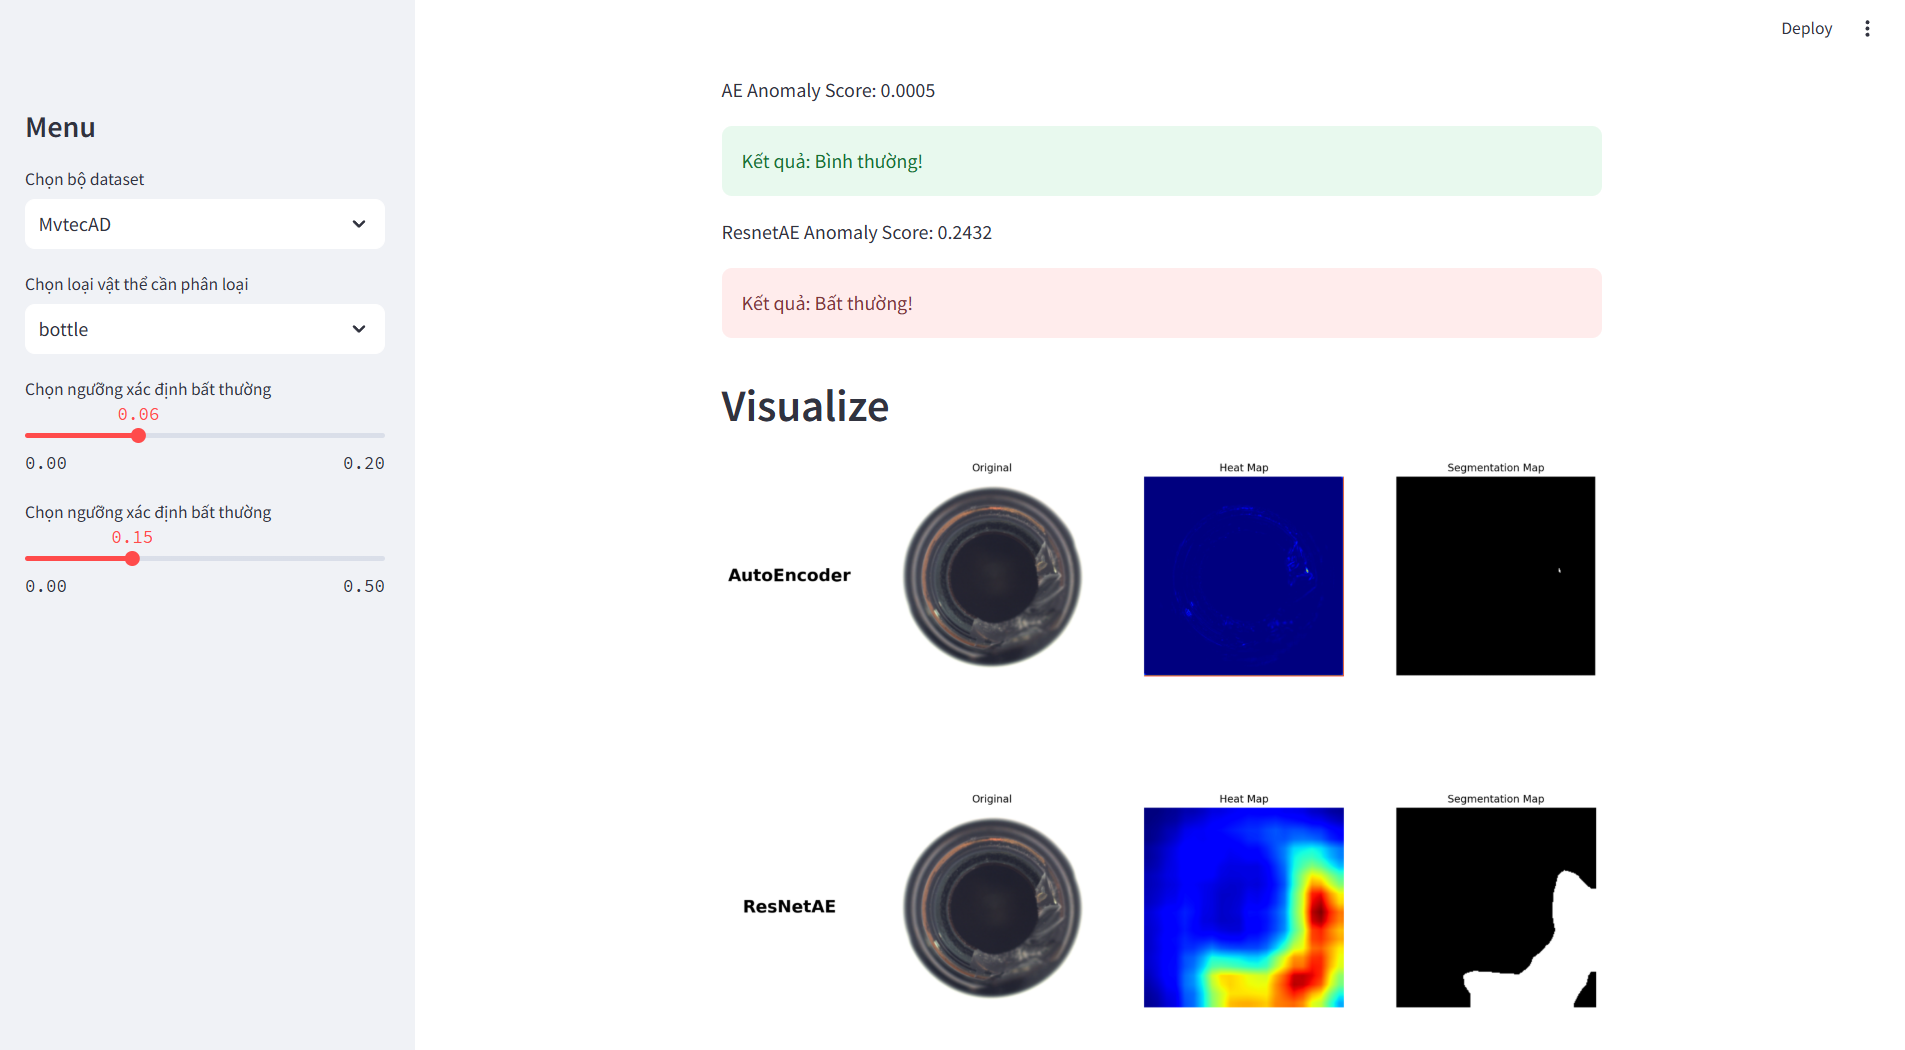 Deploy
Menu
Chọn bộ dataset
MvtecAD
Chọn loại vật thể cần phân loại
bottle
Chọn ngưỡng xác định bất thường
0.06
0.00 0.20
Chọn ngưỡng xác định bất thường
0.15
0.00 0.50
AE Anomaly Score: 0.0005
Kết quả: Bình thường!
ResnetAE Anomaly Score: 0.2432
Kết quả: Bất thường!
Visualize
Original Heat Map Segmentation Map
AutoEncoder
Original Heat Map Segmentation Map
ResNetAE